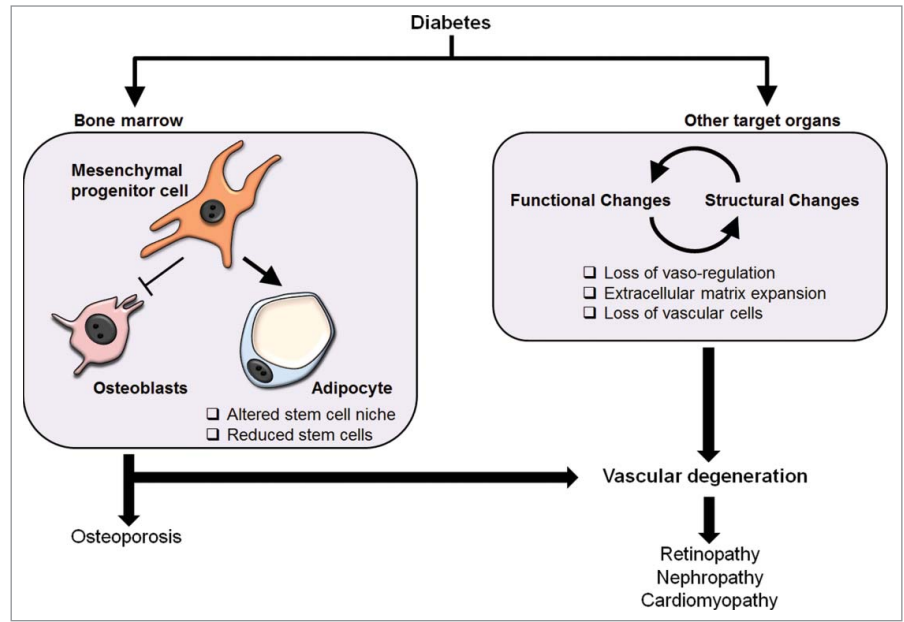 Diabetes
Bone marrow
Mesenchymal
progenitor cell
Osteoblasts
Adipocyte
❑ Altered stem cell niche
❑ Reduced stem cells
Osteoporosis
Other target organs
Functional Changes
Structural Changes
❑ Loss of vaso-regulation
❑ Extracellular matrix expansion
❑ Loss of vascular cells
Vascular degeneration
Retinopathy
Nephropathy
Cardiomyopathy